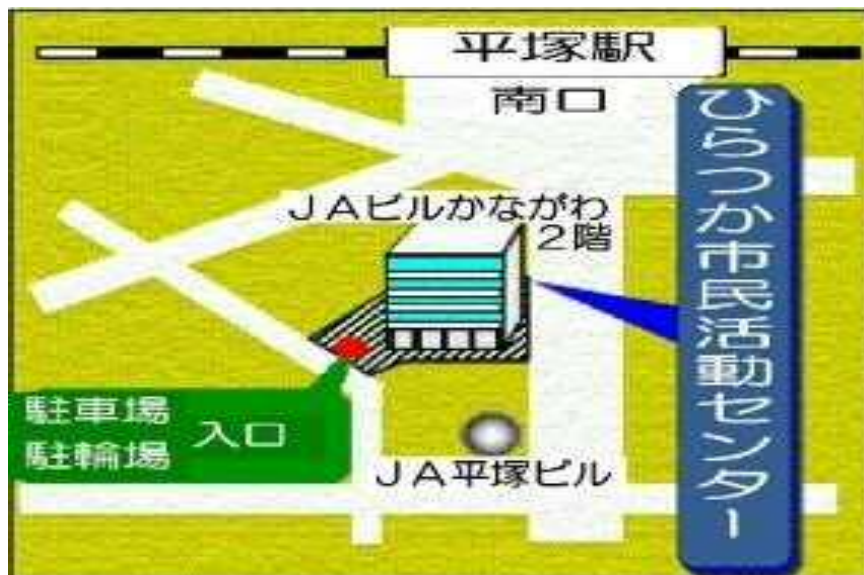 平塚駅
南口
ひらつか市民活動センター
JAビルかながわ
2階
駐車場
駐輪場
入口
JA平塚ビル